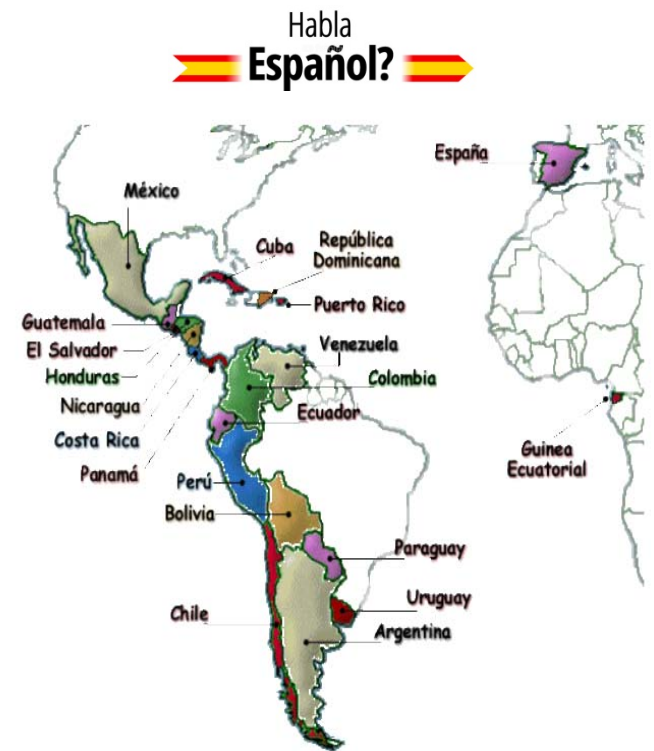 Habla
Español?
España
México
Cuba
República
Dominicana
Puerto Rico
Guatemala
El Salvador
Honduras
Nicaragua
Costa Rica
Panamá
Venezuela
Colombia
Ecuador
Perú
Bolivia
Guinea
Ecuatorial
Paraguay
Chile
Uruguay
Argentina